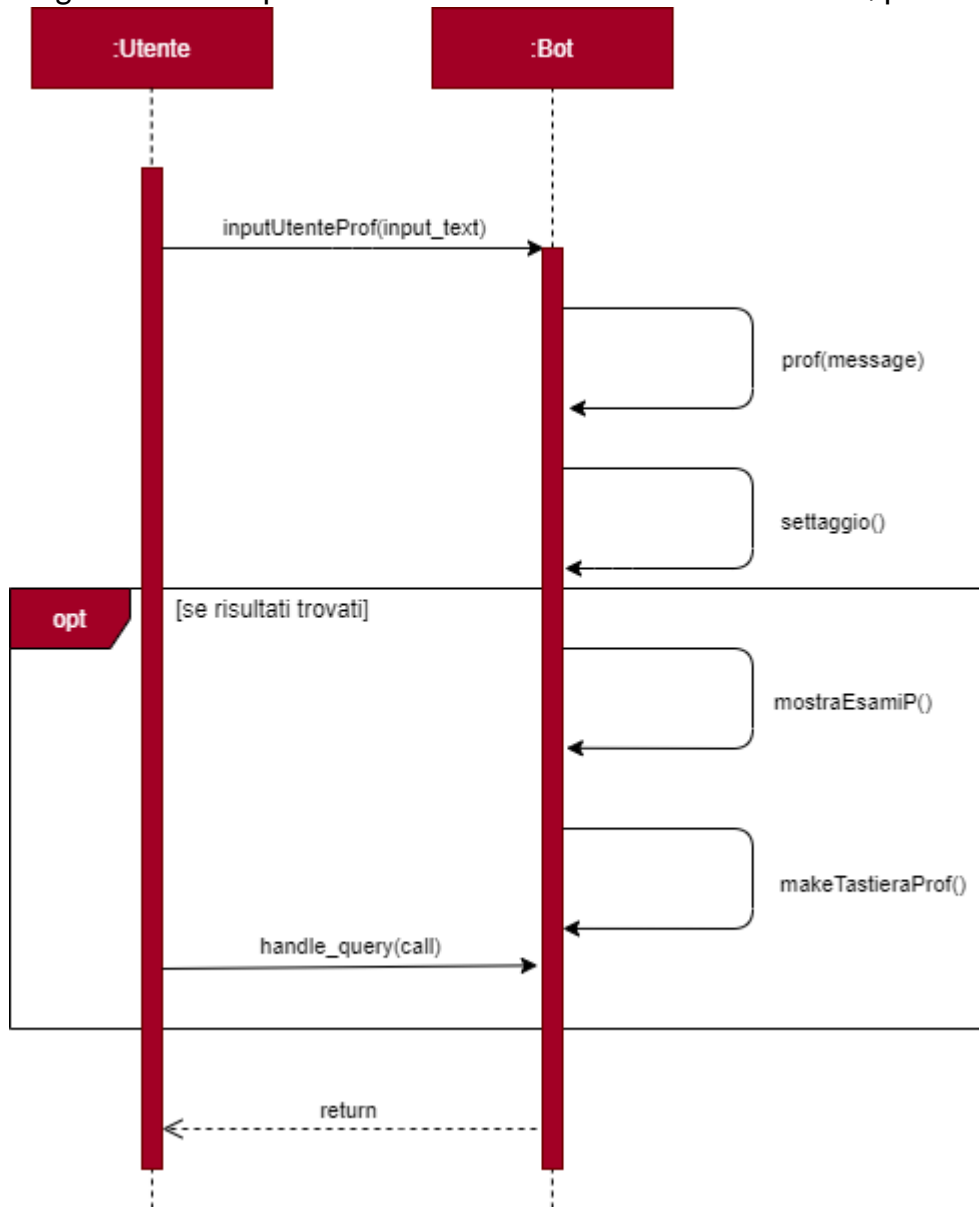 :Utente
:Bot
inputUtenteProf(input_text)
prof(message)
settaggio()
opt
[se risultati trovati]
mostraEsamiP()
makeTastieraProf()
handle_query(call)
return